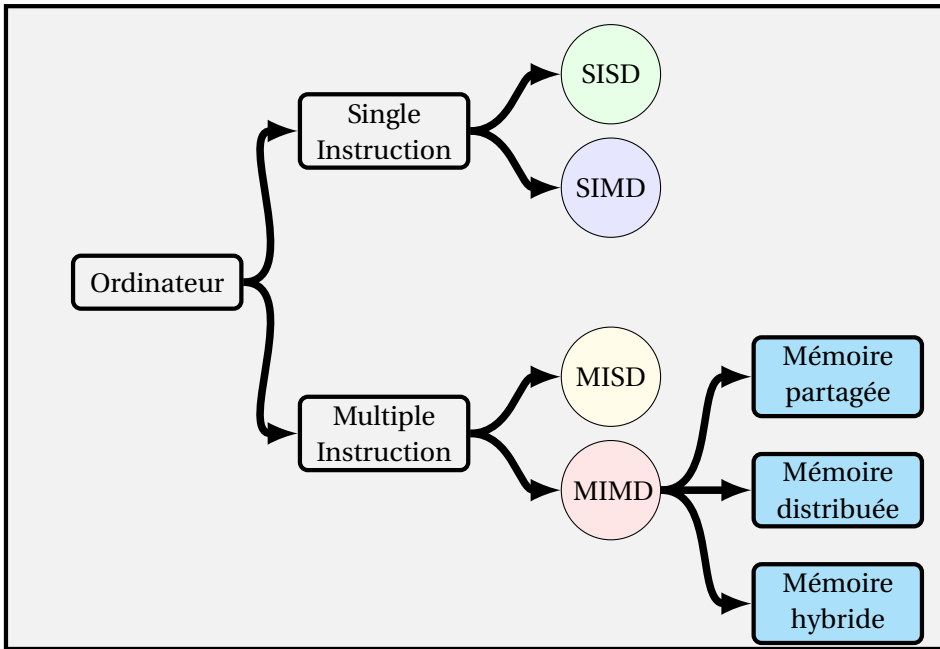 SISD
Single
Instruction
SIMD
Ordinateur
MISD
Multiple
Instruction
MIMD
Mémoire
partagée
Mémoire
distribuée
Mémoire
hybride